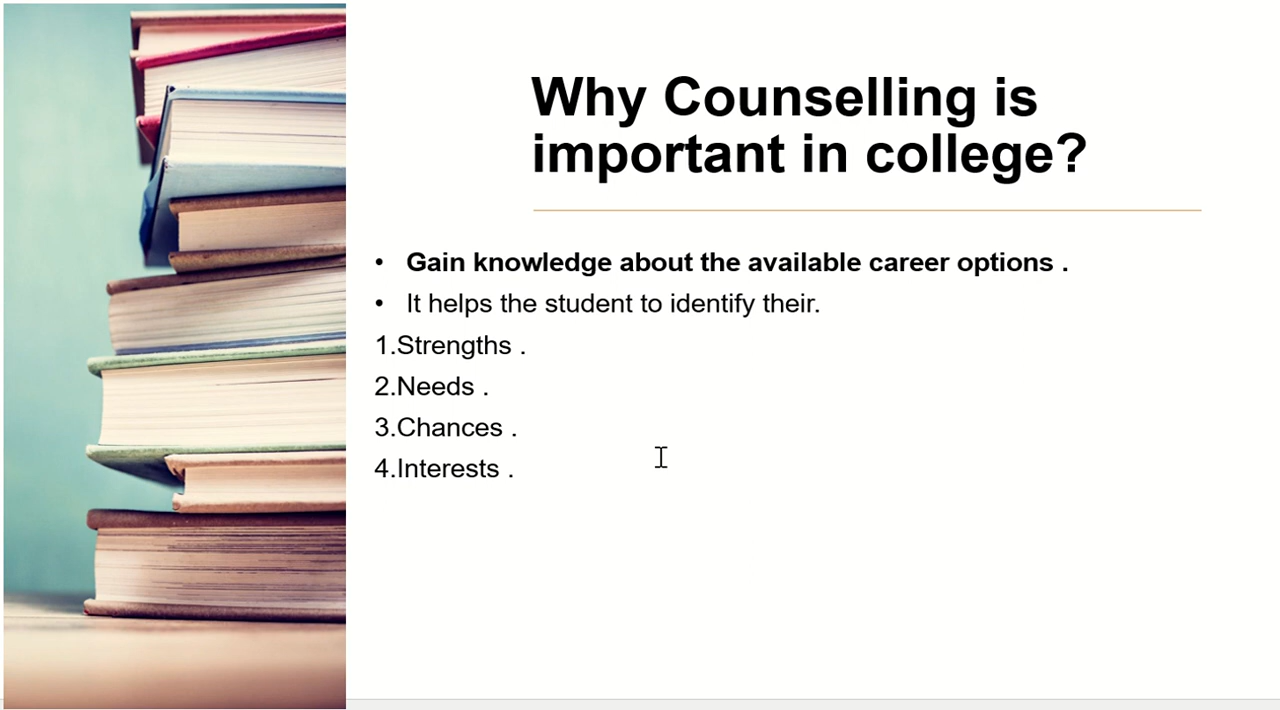 Why Counselling is
important in college?
• Gain knowledge about the available career options .
• It helps the student to identify their.
1.Strengths .
2.Needs .
3.Chances .
4.Interests .